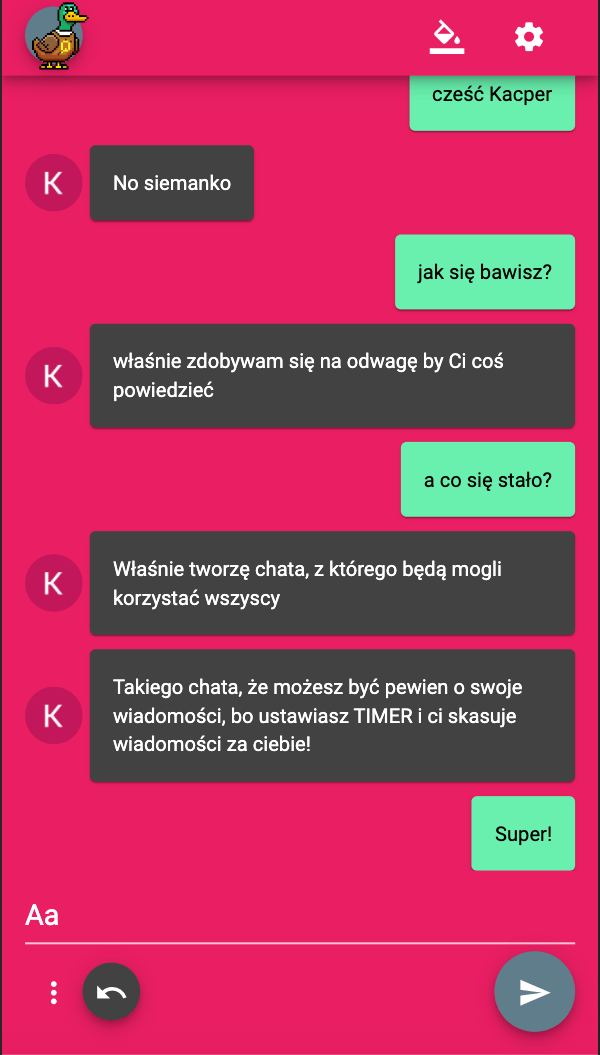 cześć Kacper
K
No siemanko
jak się bawisz?
K
właśnie zdobywam się na odwagę by Ci coś
powiedzieć
a co się stało?
K
Właśnie tworzę chata, z którego będą mogli
korzystać wszyscy
K
Takiego chata, że możesz być pewien o swoje
wiadomości, bo ustawiasz TIMER i ci skasuje
wiadomości za ciebie!
Super!
Aa